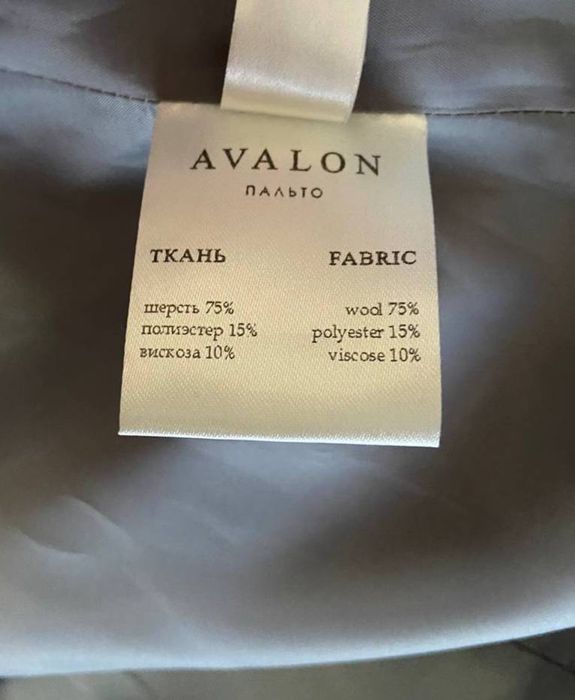 AVALON
ПАЛЬТО
ТКАНЬ FABRIC
шерсть 75% wool 75%
полиэстер 15% polyester 15%
вискоза 10% viscose 10%